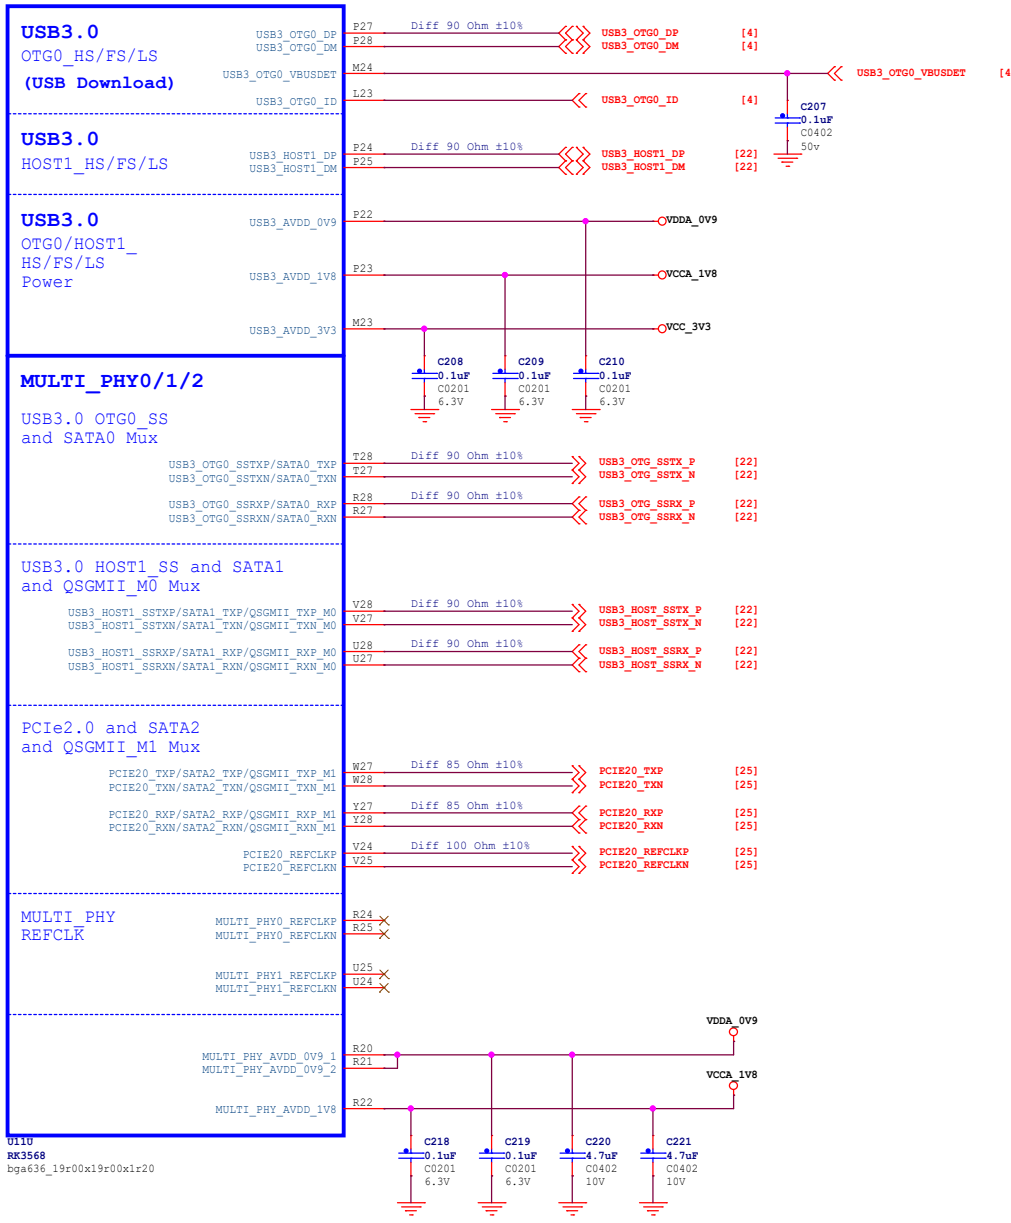 USB3.0
OTG0_HS/FS/LS
(USB Download)
USB3_OTG0_DP P27 Diff 90 Ohm ±10% USB3_OTG0_DP [4]
USB3_OTG0_DM P28 USB3_OTG0_DM [4]
USB3_OTG0_VBUSDET M24 USB3_OTG0_VBUSDET [4
USB3_OTG0_ID L23 USB3_OTG0_ID [4]
C207
0.1uF
C0402
50v
USB3.0
HOST1_HS/FS/LS
USB3_HOST1_DP P24 Diff 90 Ohm ±10% USB3_HOST1_DP [22]
USB3_HOST1_DM P25 USB3_HOST1_DM [22]
USB3.0
OTG0/HOST1_
HS/FS/LS
Power
USB3_AVDD_0V9 P22 VDDA_0V9
USB3_AVDD_1V8 P23 VCCA_1V8
USB3_AVDD_3V3 M23 VCC_3V3
C208 C209 C210
0.1uF 0.1uF 0.1uF
C0201 C0201 C0201
6.3V 6.3V 6.3V
MULTI_PHY0/1/2
USB3.0 OTG0_SS
and SATA0 Mux
USB3_OTG0_SSTXP/SATA0_TXP T28 Diff 90 Ohm ±10% USB3_OTG_SSTX_P [22]
USB3_OTG0_SSTXN/SATA0_TXN T27 USB3_OTG_SSTX_N [22]
USB3_OTG0_SSRXP/SATA0_RXP R28 Diff 90 Ohm ±10% USB3_OTG_SSRX_P [22]
USB3_OTG0_SSRXN/SATA0_RXN R27 USB3_OTG_SSRX_N [22]
USB3.0 HOST1_SS and SATA1
and QSGMII_M0 Mux
USB3_HOST1_SSTXP/SATA1_TXP/QSGMII_TXP_M0 V28 Diff 90 Ohm ±10% USB3_HOST_SSTX_P [22]
USB3_HOST1_SSTXN/SATA1_TXN/QSGMII_TXN_M0 V27 USB3_HOST_SSTX_N [22]
USB3_HOST1_SSRXP/SATA1_RXP/QSGMII_RXP_M0 U28 Diff 90 Ohm ±10% USB3_HOST_SSRX_P [22]
USB3_HOST1_SSRXN/SATA1_RXN/QSGMII_RXN_M0 U27 USB3_HOST_SSRX_N [22]
PCIe2.0 and SATA2
and QSGMII_M1 Mux
PCIE20_TXP/SATA2_TXP/QSGMII_TXP_M1 W27 Diff 85 Ohm ±10% PCIE20_TXP [25]
PCIE20_TXN/SATA2_TXN/QSGMII_TXN_M1 W28 PCIE20_TXN [25]
PCIE20_RXP/SATA2_RXP/QSGMII_RXP_M1 Y27 Diff 85 Ohm ±10% PCIE20_RXP [25]
PCIE20_RXN/SATA2_RXN/QSGMII_RXN_M1 Y28 PCIE20_RXN [25]
PCIE20_REFCLKP V24 Diff 100 Ohm ±10% PCIE20_REFCLKP [25]
PCIE20_REFCLKN V25 PCIE20_REFCLKN [25]
MULTI_PHY
REFCLK
MULTI_PHY0_REFCLKP R24
MULTI_PHY0_REFCLKN R25
MULTI_PHY1_REFCLKP U25
MULTI_PHY1_REFCLKN U24
VDDA_0V9
MULTI_PHY_AVDD_0V9_1 R20
MULTI_PHY_AVDD_0V9_2 R21
VCCA_1V8
MULTI_PHY_AVDD_1V8 R22
C218 C219 C220 C221
0.1uF 0.1uF 4.7uF 4.7uF
C0201 C0201 C0402 C0402
6.3V 6.3V 10V 10V
U11U
RK3568
bga636_19r00x19r00x1r20